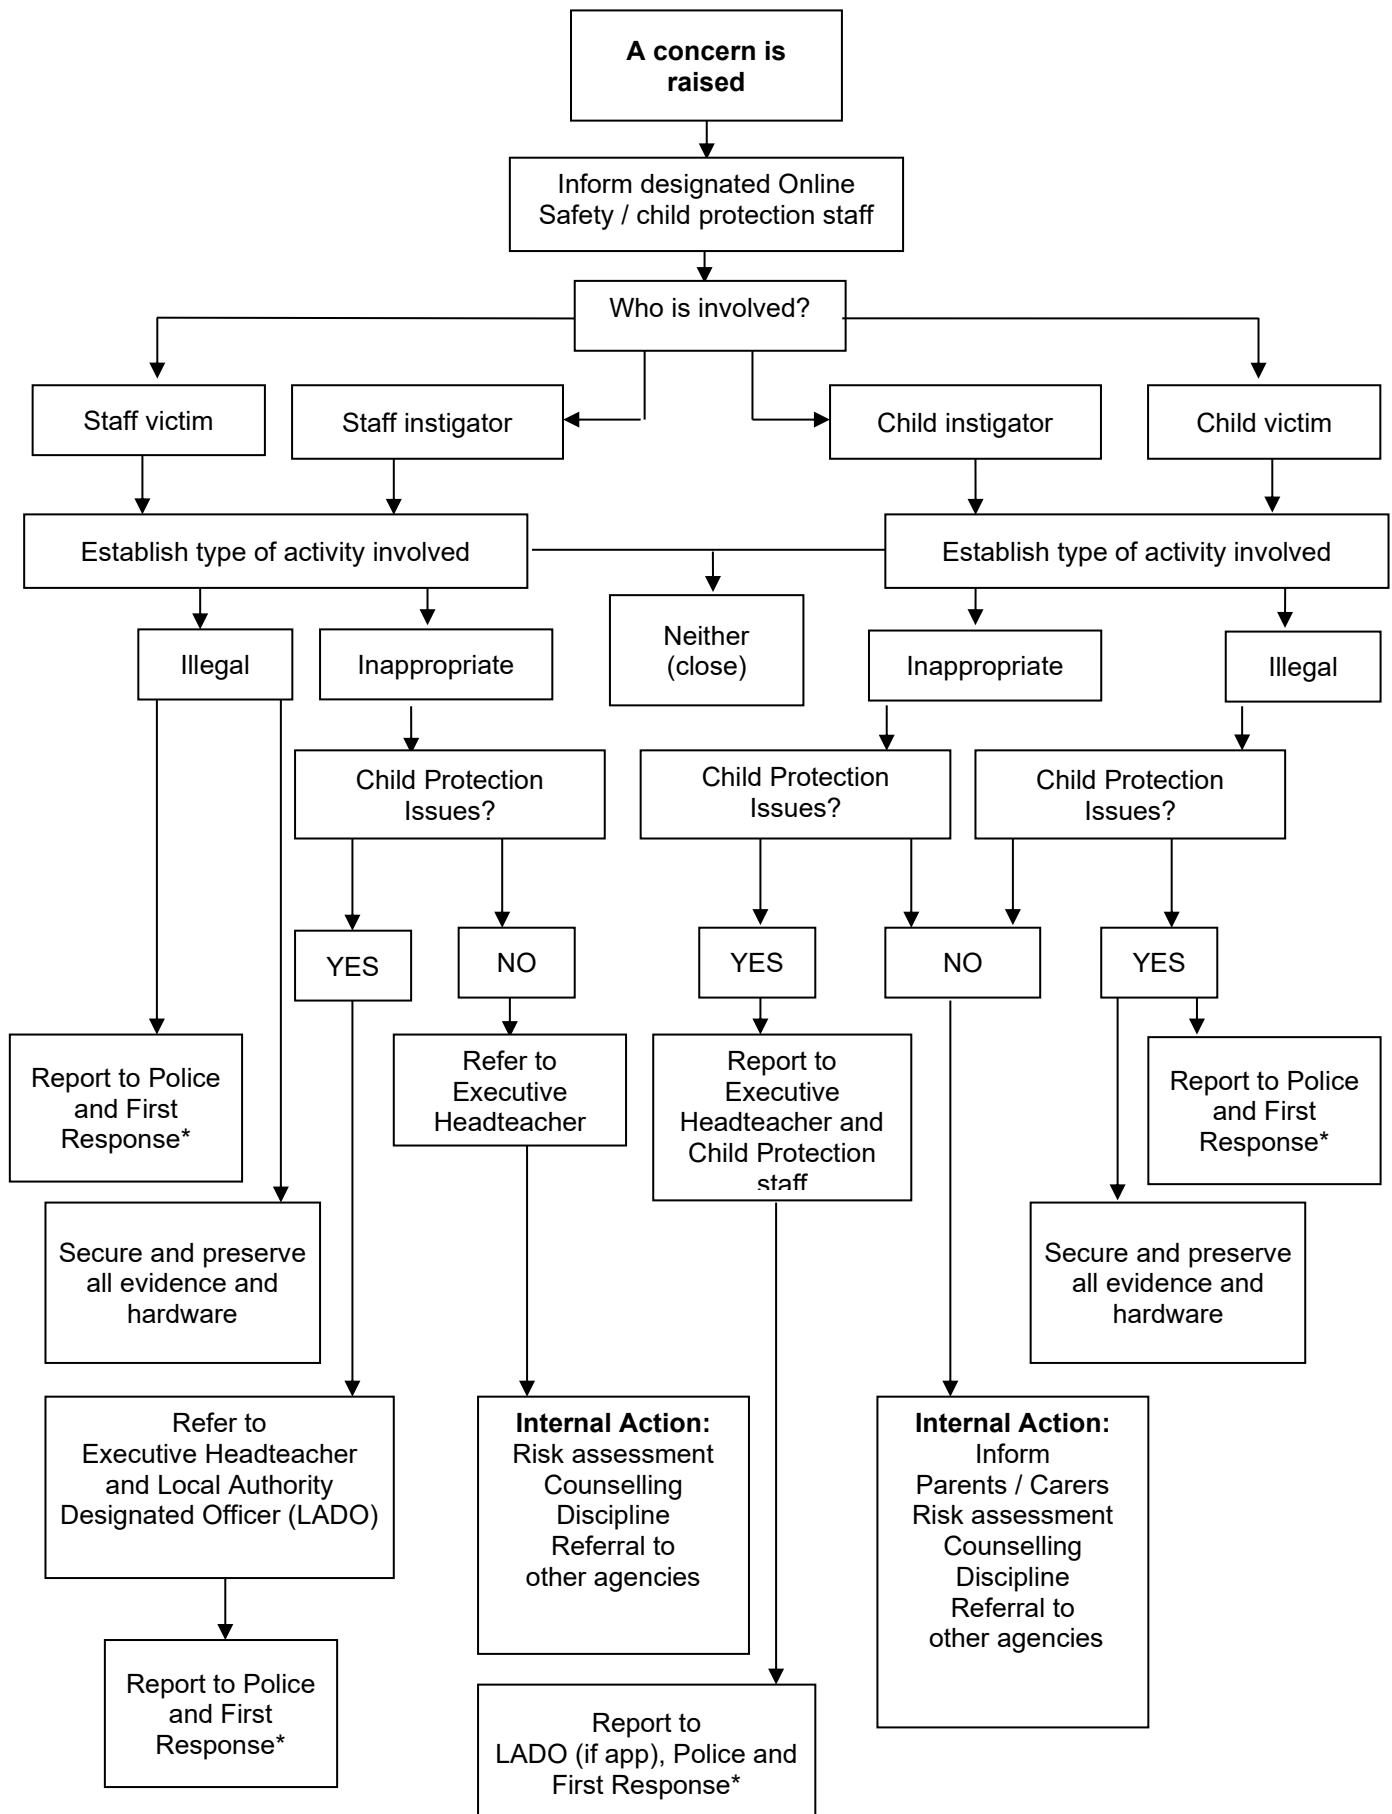 A concern is
raised
Inform designated Online
Safety / child protection staff
Who is involved?
Staff victim
Staff instigator
Child instigator
Child victim
Establish type of activity involved
Establish type of activity involved
Neither
(close)
Illegal
Inappropriate
Inappropriate
Illegal
Child Protection
Issues?
Child Protection
Issues?
Child Protection
Issues?
YES
NO
YES
NO
YES
Report to Police
and First
Response*
Refer to
Executive
Headteacher
Report to
Executive
Headteacher and
Child Protection
staff
Report to Police
and First
Response*
Secure and preserve
all evidence and
hardware
Secure and preserve
all evidence and
hardware
Refer to
Executive Headteacher
and Local Authority
Designated Officer (LADO)
Internal Action:
Risk assessment
Counselling
Discipline
Referral to
other agencies
Internal Action:
Inform
Parents / Carers
Risk assessment
Counselling
Discipline
Referral to
other agencies
Report to Police
and First
Response*
Report to
LADO (if app), Police and
First Response*